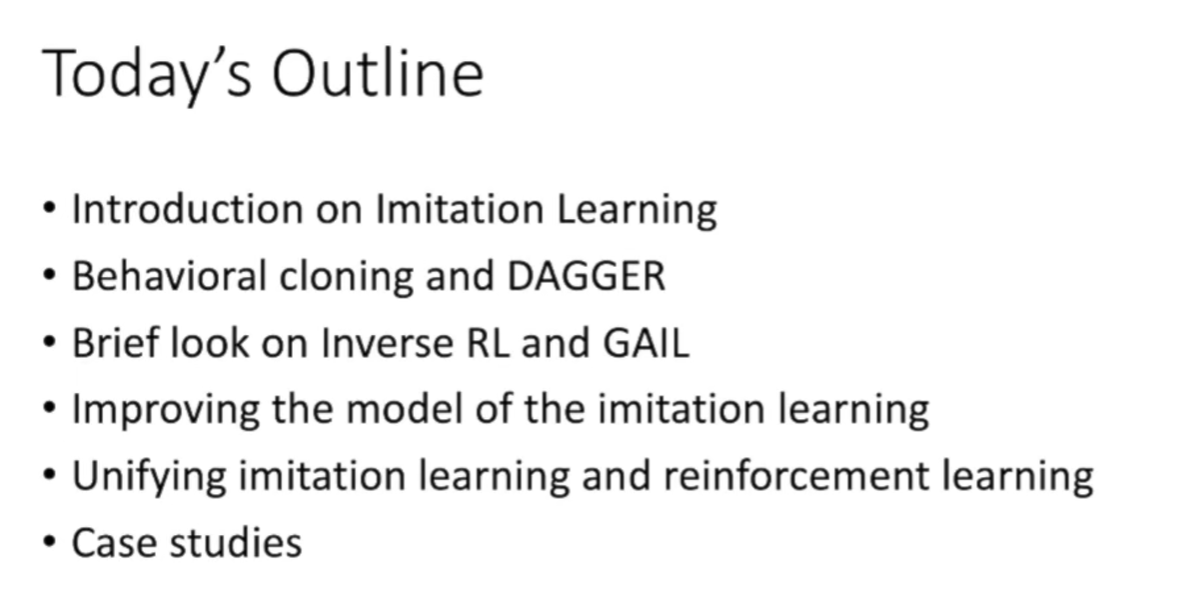 Today’s Outline
• Introduction on Imitation Learning
• Behavioral cloning and DAGGER
• Brief look on Inverse RL and GAIL
• Improving the model of the imitation learning
• Unifying imitation learning and reinforcement learning
• Case studies